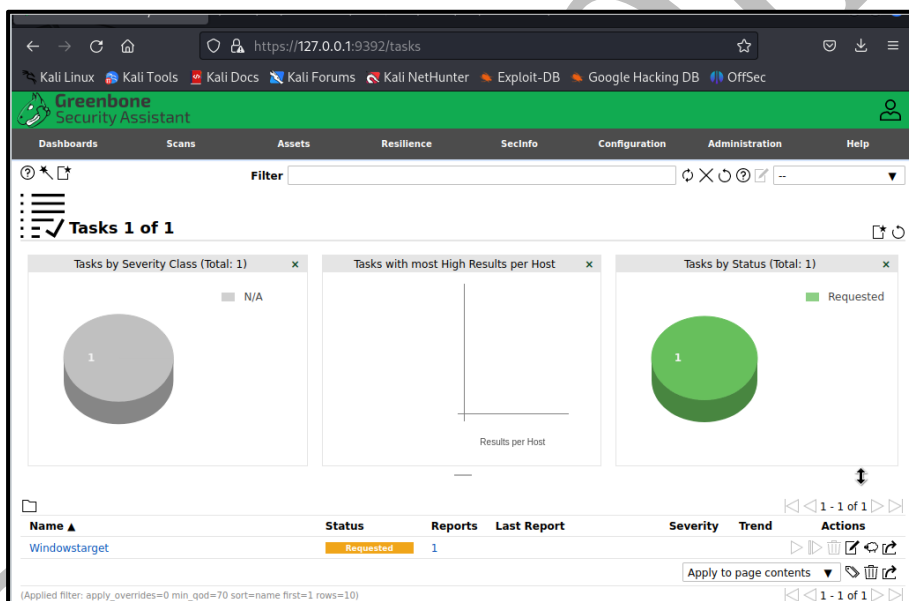 https://127.0.0.1:9392/tasks
Kali Linux Kali Tools Kali Docs Kali Forums Kali NetHunter Exploit-DB Google Hacking DB OffSec
Greenbone
Security Assistant
Dashboards Scans Assets Resilience SecInfo Configuration Administration Help
Filter --
Tasks 1 of 1
Tasks by Severity Class (Total: 1) × Tasks with most High Results per Host × Tasks by Status (Total: 1) ×
N/A Requested
1 1
Results per Host
1 - 1 of 1
Name ▲ Status Reports Last Report Severity Trend Actions
Windowstarget Requested 1
Apply to page contents ▼
(Applied filter: apply_overrides=0 min_qod=70 sort=name first=1 rows=10) 1 - 1 of 1